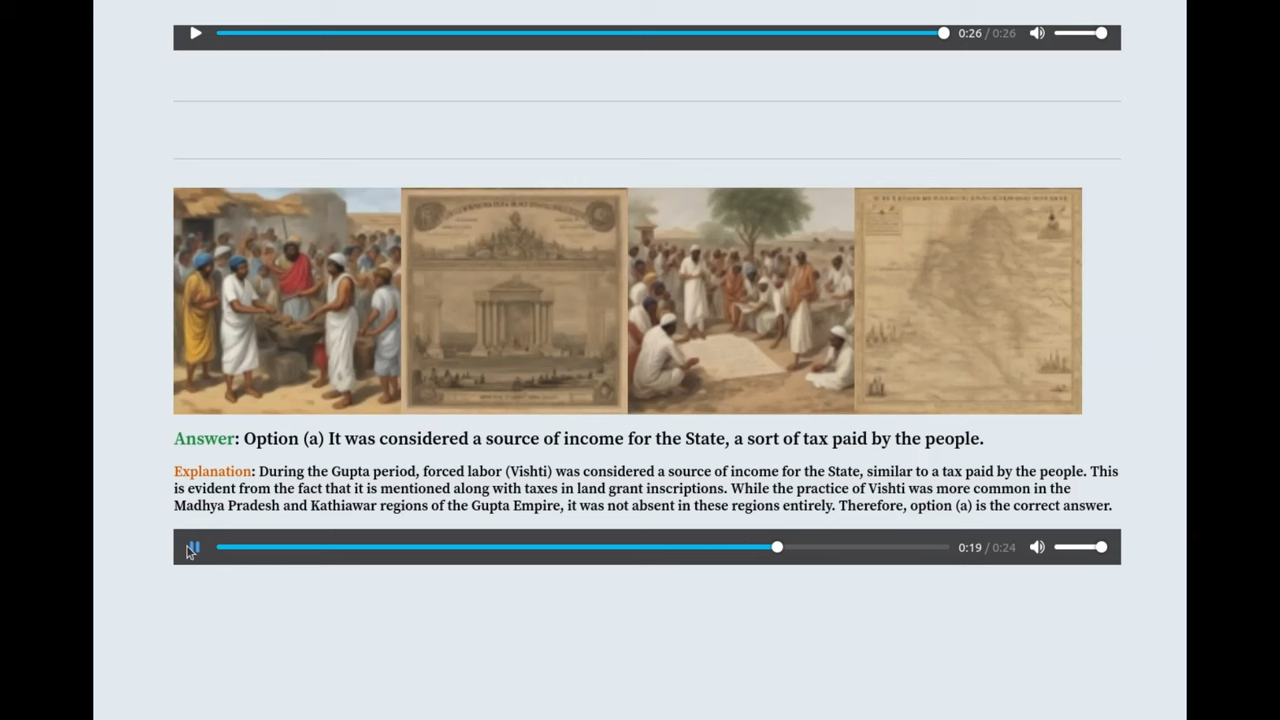 0:26 / 0:26
Answer: Option (a) It was considered a source of income for the State, a sort of tax paid by the people.
Explanation: During the Gupta period, forced labor (Vishti) was considered a source of income for the State, similar to a tax paid by the people. This
is evident from the fact that it is mentioned along with taxes in land grant inscriptions. While the practice of Vishti was more common in the
Madhya Pradesh and Kathiawar regions of the Gupta Empire, it was not absent in these regions entirely. Therefore, option (a) is the correct answer.
0:19 / 0:24